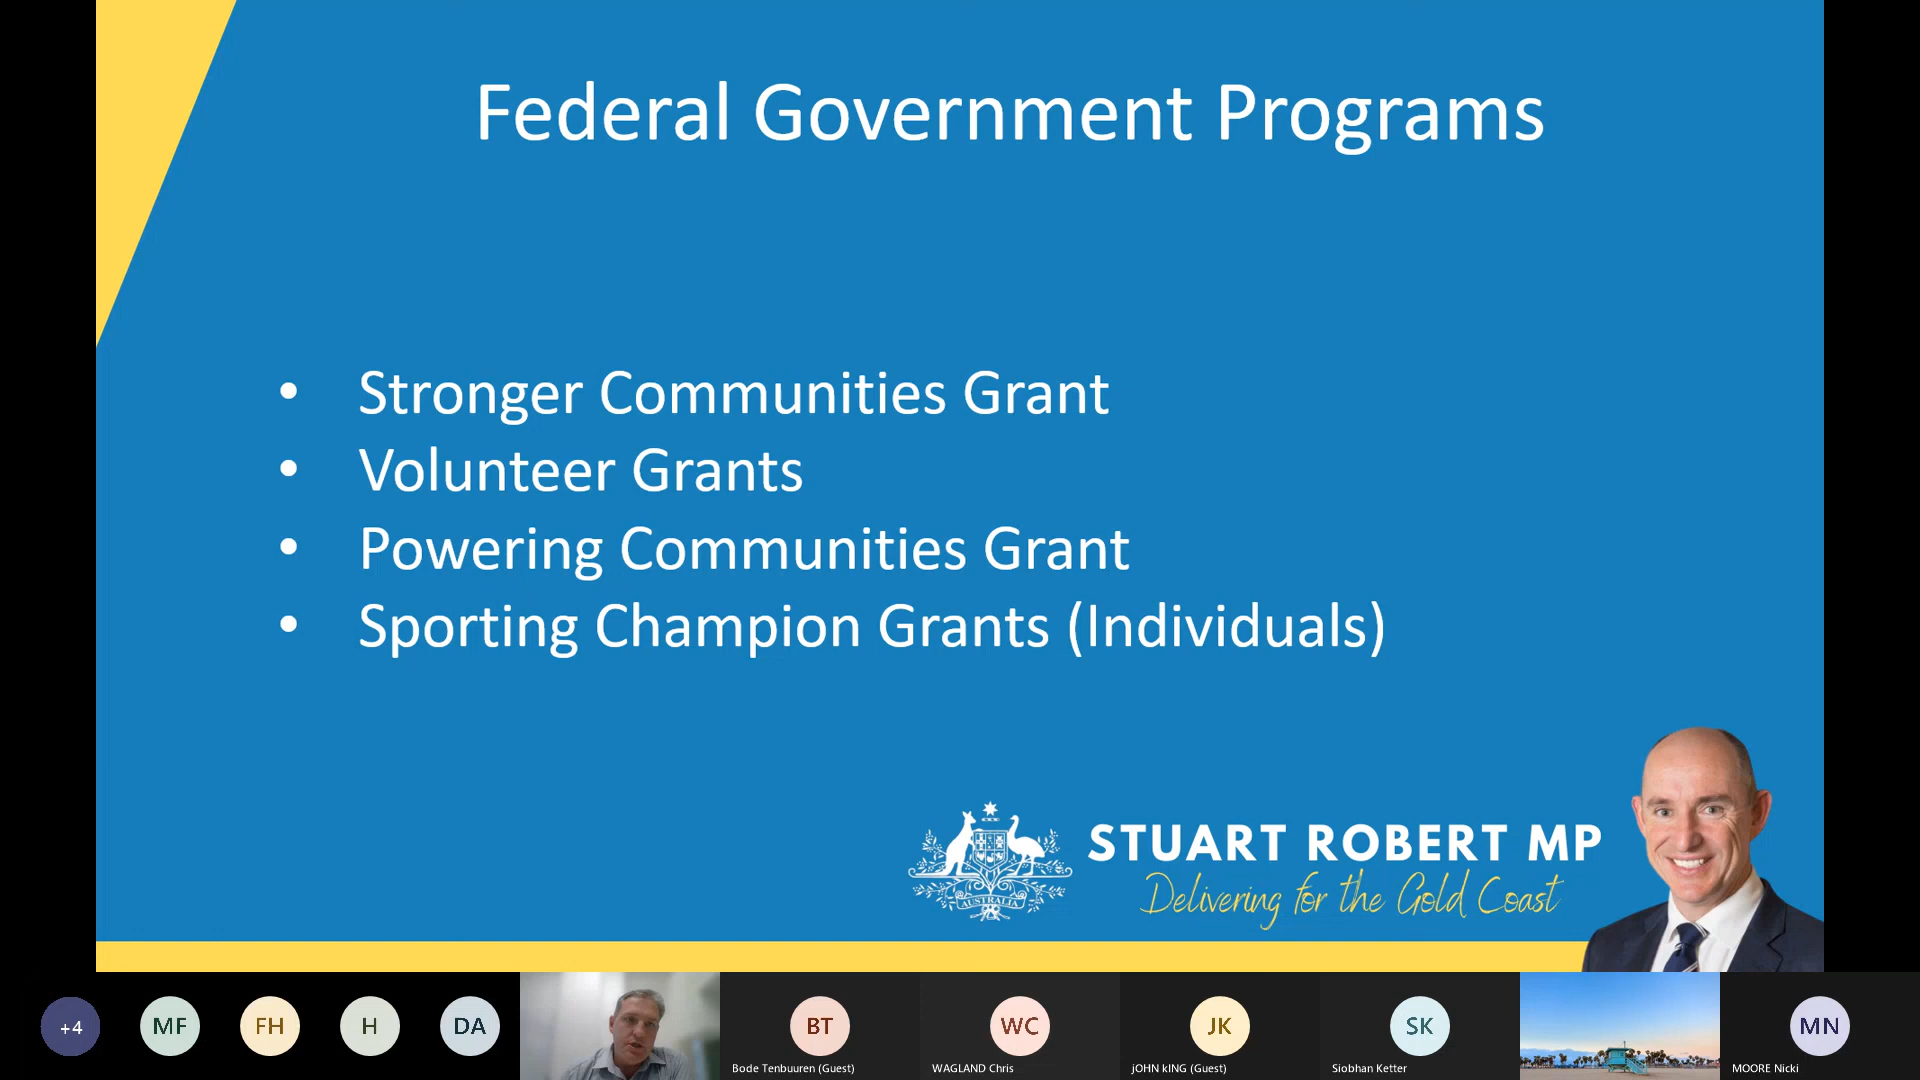 Federal Government Programs
• Stronger Communities Grant
• Volunteer Grants
• Powering Communities Grant
• Sporting Champion Grants (Individuals)
AUSTRALIA
STUART ROBERT MP
Delivering for the Gold Coast
+4
MF
FH
H
DA
BT
WC
JK
SK
MN
Bode Tenbuuren (Guest)
WAGLAND Chris
jOHN kING (Guest)
Siobhan Ketter
MOORE Nicki